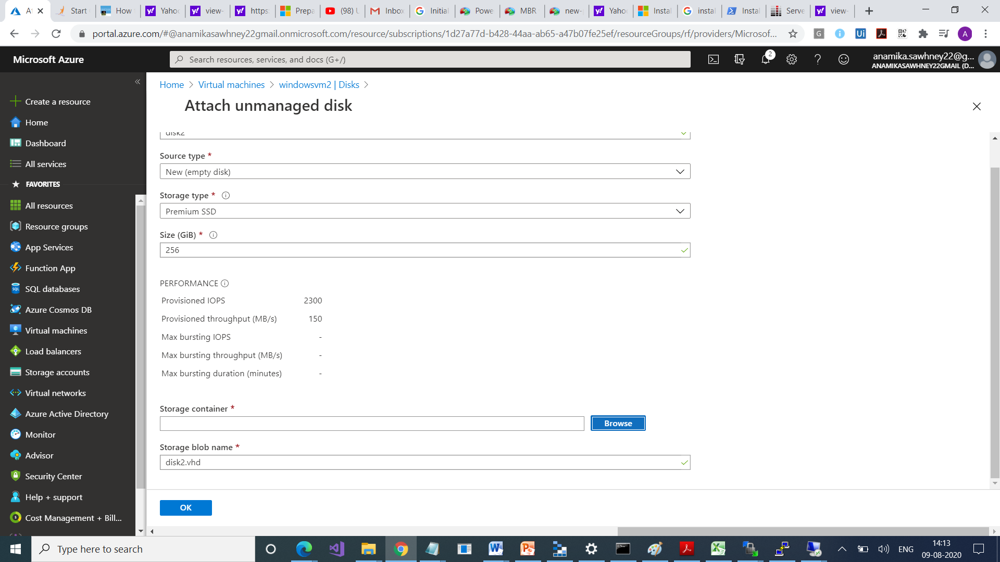 At
Start
How
Yahoo
view-
https:
Prepa
(98) U
Inbox
Initial
Powe
MBR
new-
Yahoo
Instal
instal
Instal
Serve
view-
portal.azure.com/#@anamikasawhney22gmail.onmicrosoft.com/resource/subscriptions/1d27a77d-b428-44aa-ab65-a47b07fe25ef/resourceGroups/rf/providers/Microsof...
Microsoft Azure
Search resources, services, and docs (G+/)
2
anamika.sawhney22@g...
ANAMIKASAWHNEY22GMAIL (D...
Create a resource
Home
Dashboard
All services
FAVORITES
All resources
Resource groups
App Services
Function App
SQL databases
Azure Cosmos DB
Virtual machines
Load balancers
Storage accounts
Virtual networks
Azure Active Directory
Monitor
Advisor
Security Center
Help + support
Cost Management + Bill...
Home > Virtual machines > windowsvm2 | Disks >
Attach unmanaged disk
disk2
Source type *
New (empty disk)
Storage type *
Premium SSD
Size (GiB) *
256
PERFORMANCE
Provisioned IOPS 2300
Provisioned throughput (MB/s) 150
Max bursting IOPS -
Max bursting throughput (MB/s) -
Max bursting duration (minutes) -
Storage container *
Browse
Storage blob name *
disk2.vhd
OK
Type here to search
ENG
14:13
09-08-2020